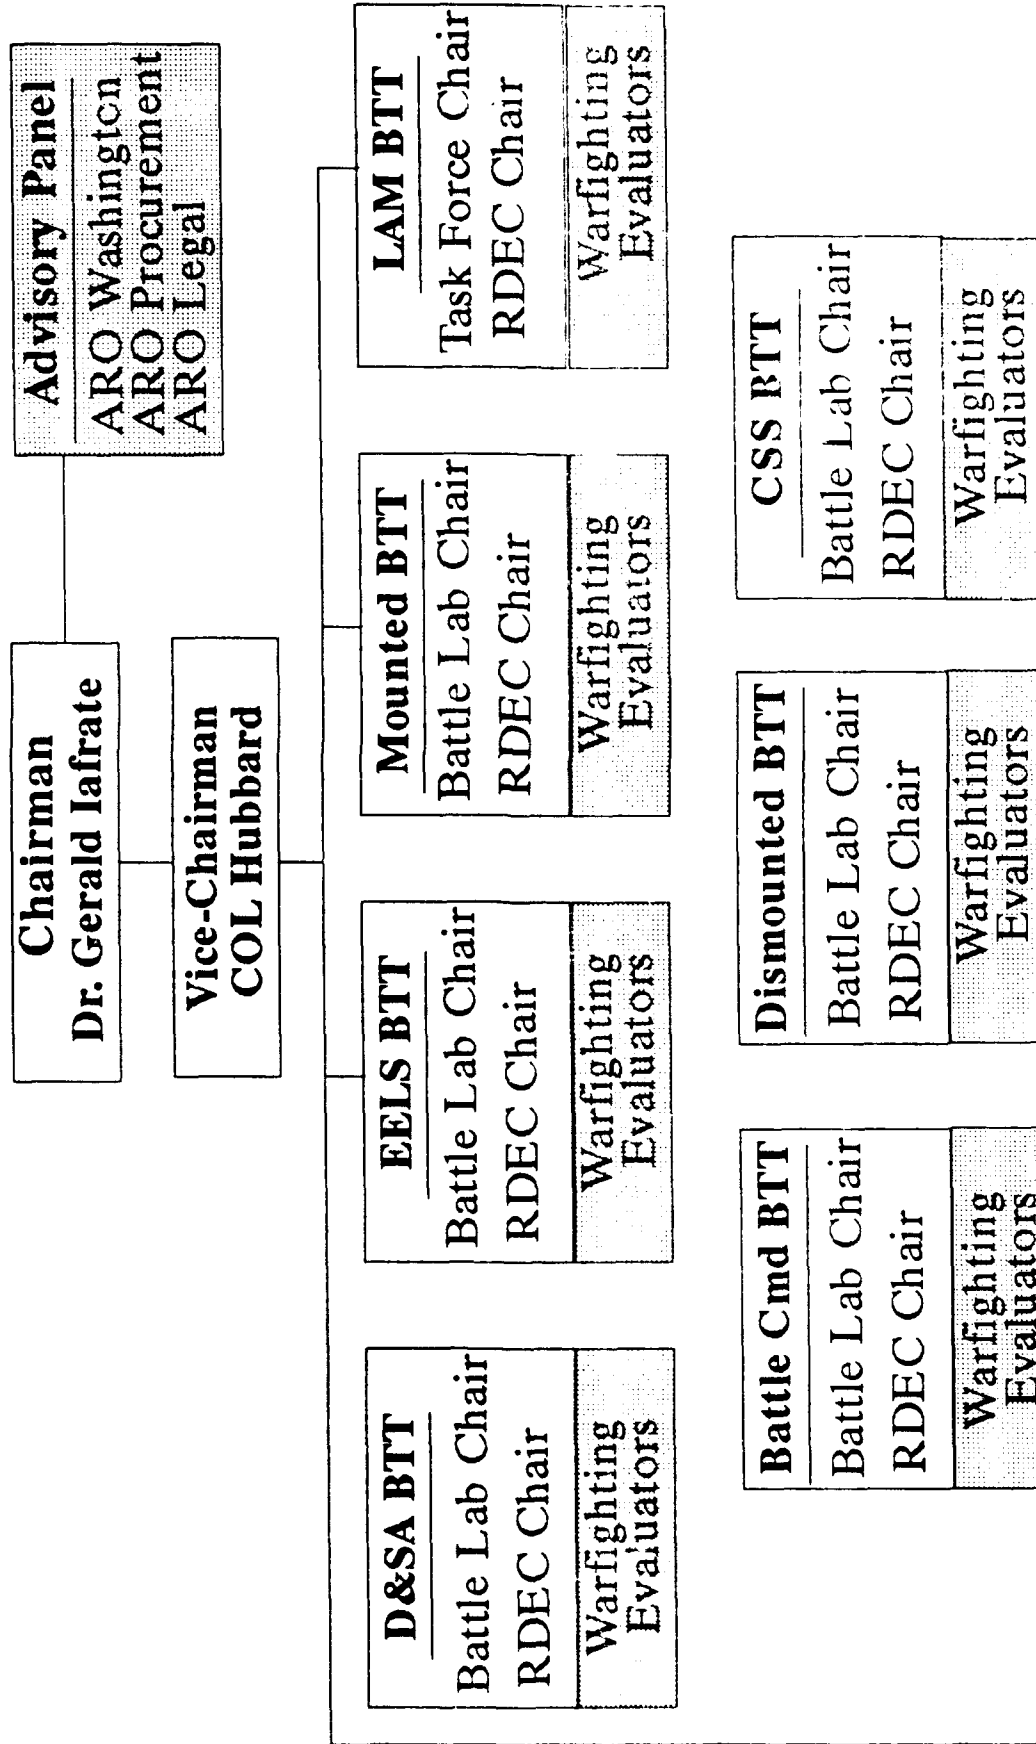 Chairman
Dr. Gerald Iafrate
Advisory Panel
ARO Washington
ARO Procurement
ARO Legal
Vice-Chairman
COL Hubbard
D&SA BTT
Battle Lab Chair
RDEC Chair
Warfighting
Evaluators
EELS BTT
Battle Lab Chair
RDEC Chair
Warfighting
Evaluators
Mounted BTT
Battle Lab Chair
RDEC Chair
Warfighting
Evaluators
LAM BTT
Task Force Chair
RDEC Chair
Warfighting
Evaluators
Battle Cmd BTT
Battle Lab Chair
RDEC Chair
Warfighting
Evaluators
Dismounted BTT
Battle Lab Chair
RDEC Chair
Warfighting
Evaluators
CSS BTT
Battle Lab Chair
RDEC Chair
Warfighting
Evaluators